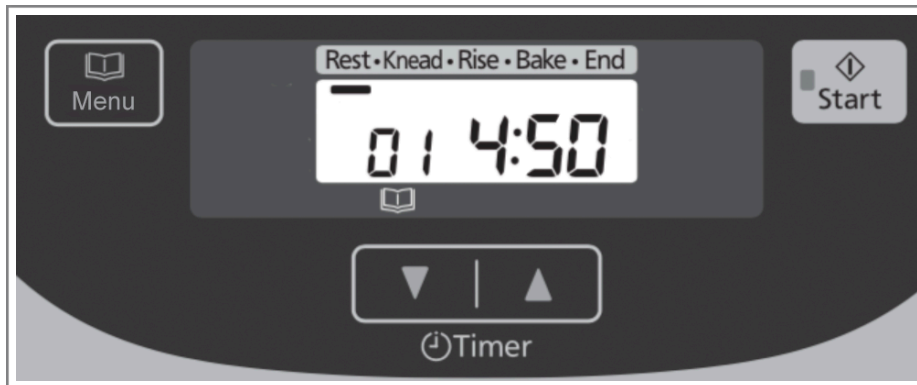 Menu
Rest • Knead • Rise • Bake • End
01 4:50
Start
Timer